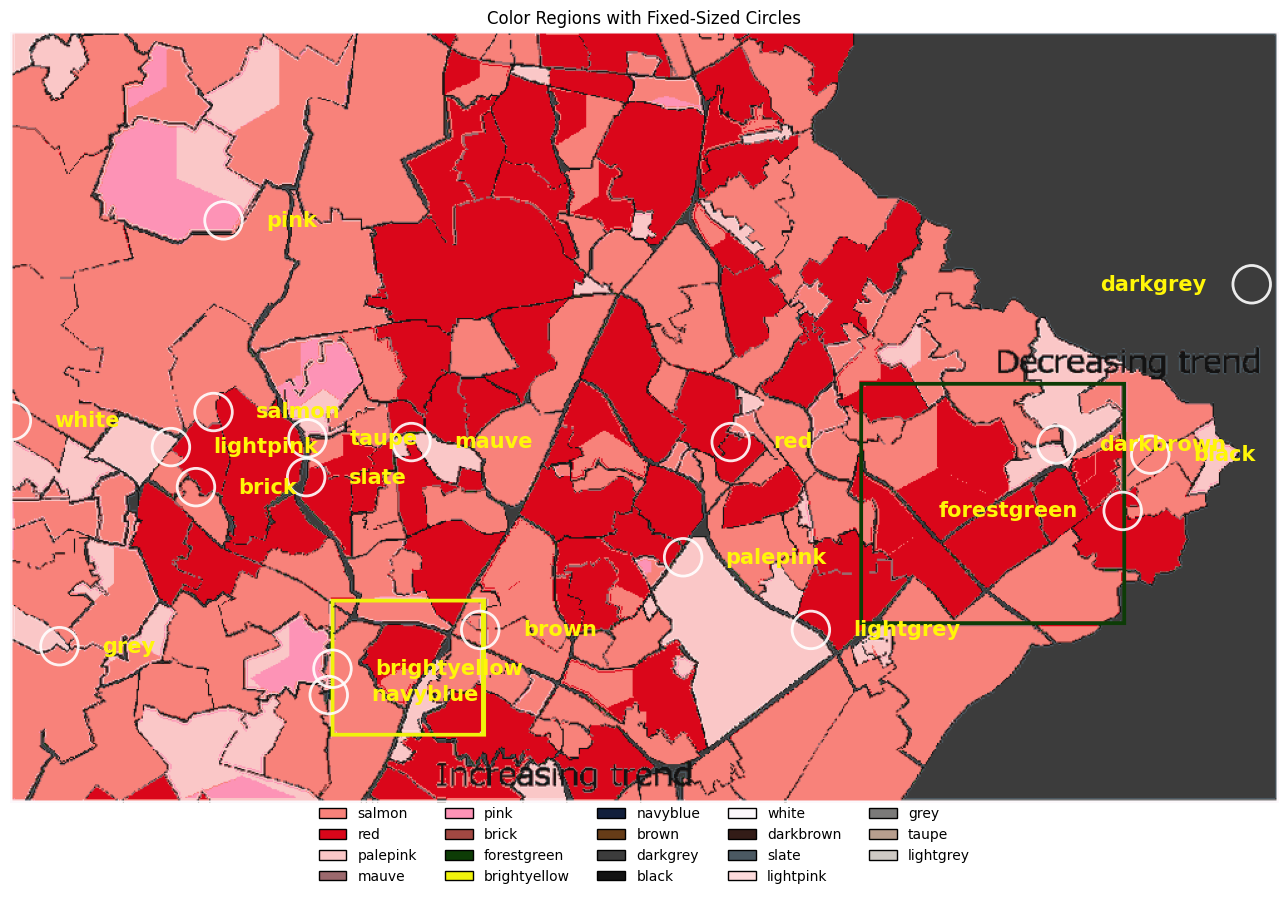 Color Regions with Fixed-Sized Circles
pink
darkgrey
Decreasing trend
white
salmon
lightpink
taupe
mauve
red
darkbrown
black
brick
slate
forestgreen
palepink
grey
brown
lightgrey
brightyellow
navyblue
Increasing trend
salmon
red
palepink
mauve
pink
brick
forestgreen
brightyellow
navyblue
brown
darkgrey
black
white
darkbrown
slate
lightpink
grey
taupe
lightgrey